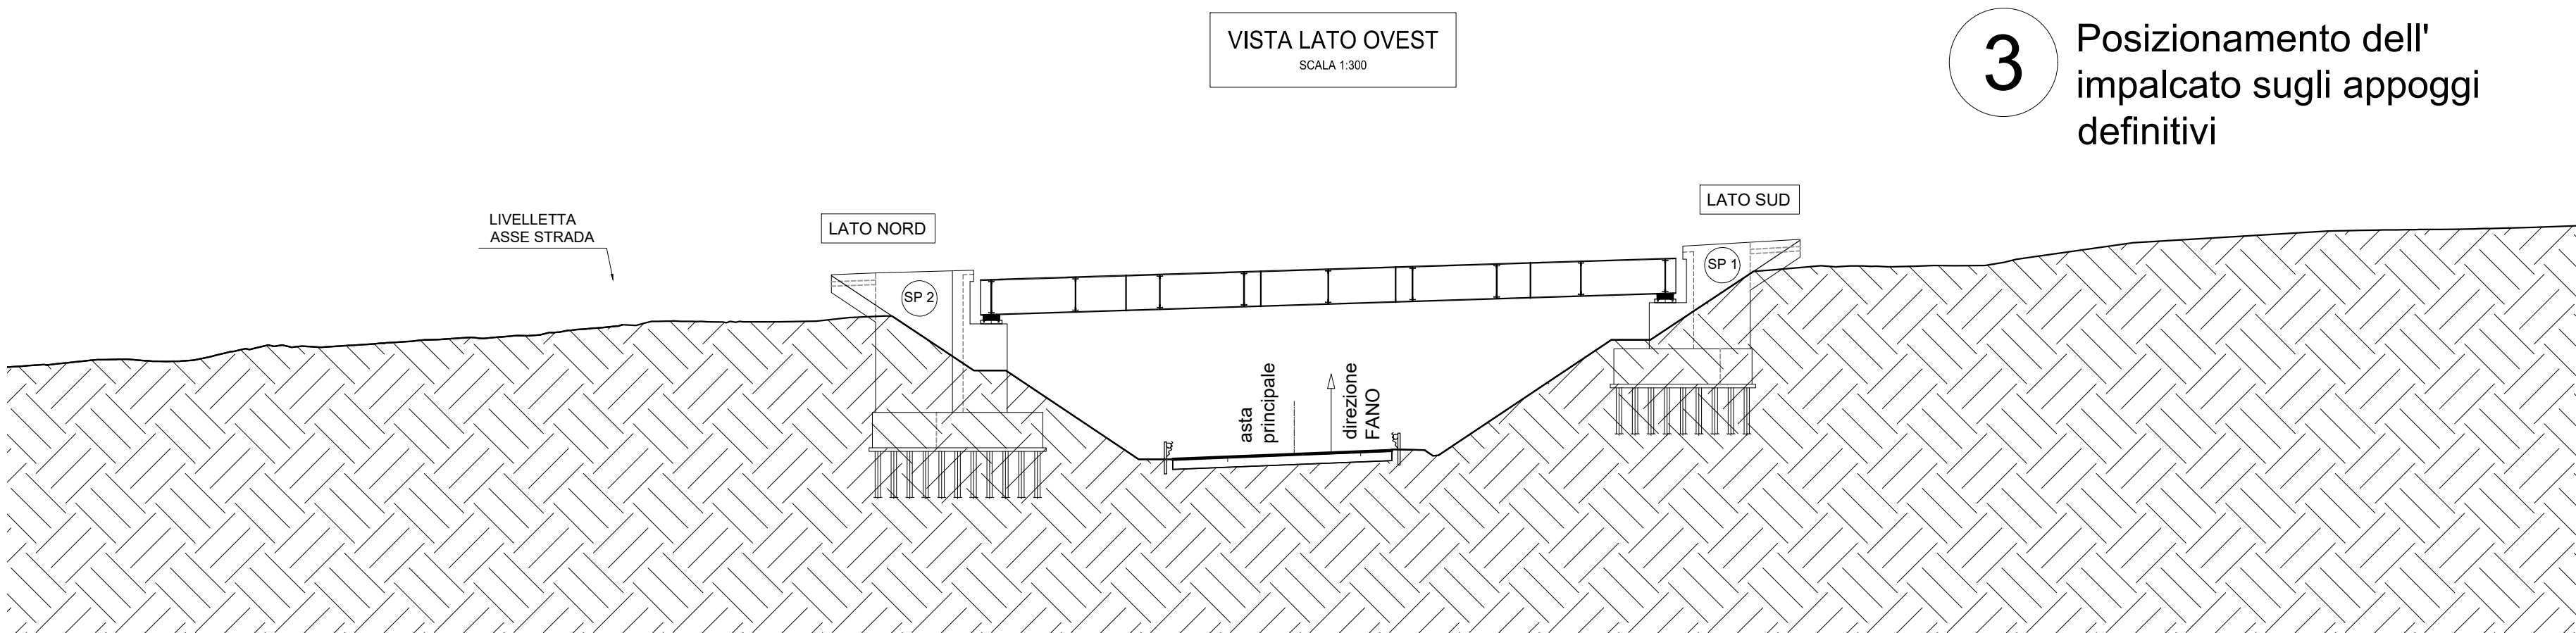 VISTA LATO OVEST
SCALA 1:300
3
Posizionamento dell'
impalcato sugli appoggi
definitivi
LIVELLETTA
ASSE STRADA
LATO NORD
LATO SUD
SP 2
SP 1
asta
principale
direzione
FANO